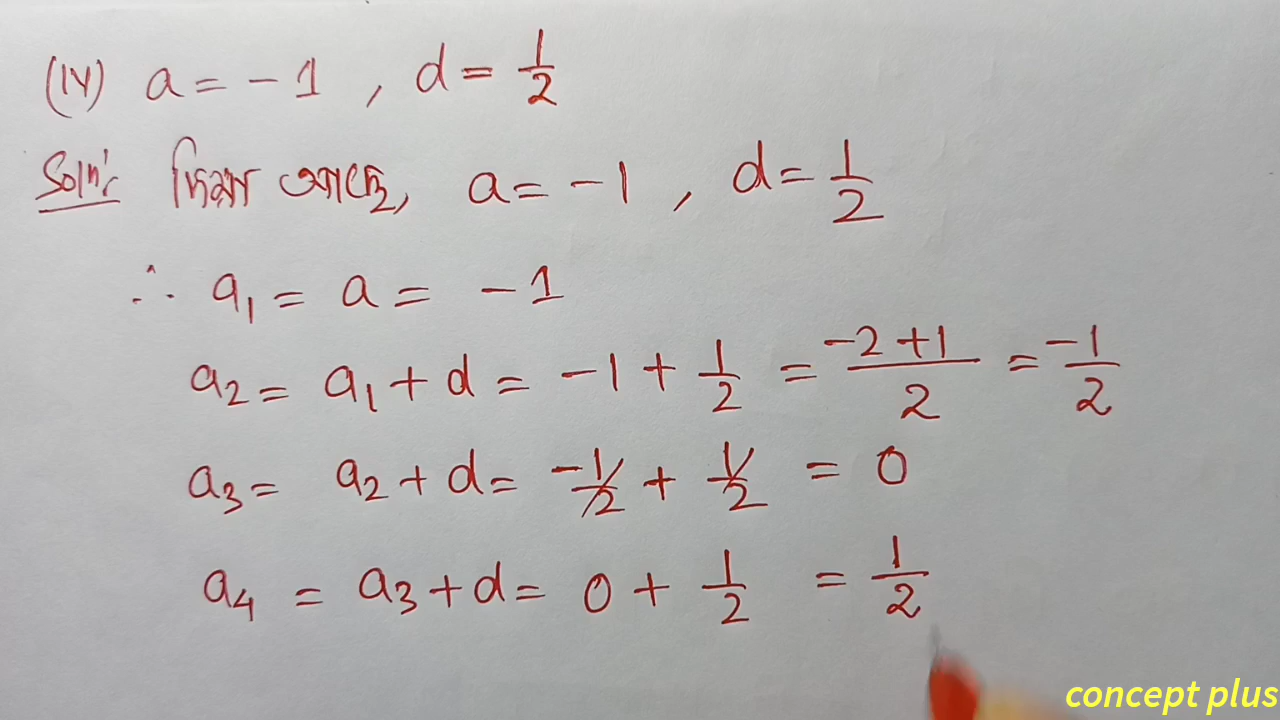 (iv) a = -1 , d = 1/2
Soln: দিয়া আছে, a = -1 , d = 1/2
∴ a₁ = a = -1
a₂ = a₁ + d = -1 + 1/2 = (-2+1)/2 = -1/2
a₃ = a₂ + d = -1/2 + 1/2 = 0
a₄ = a₃ + d = 0 + 1/2 = 1/2
concept plus